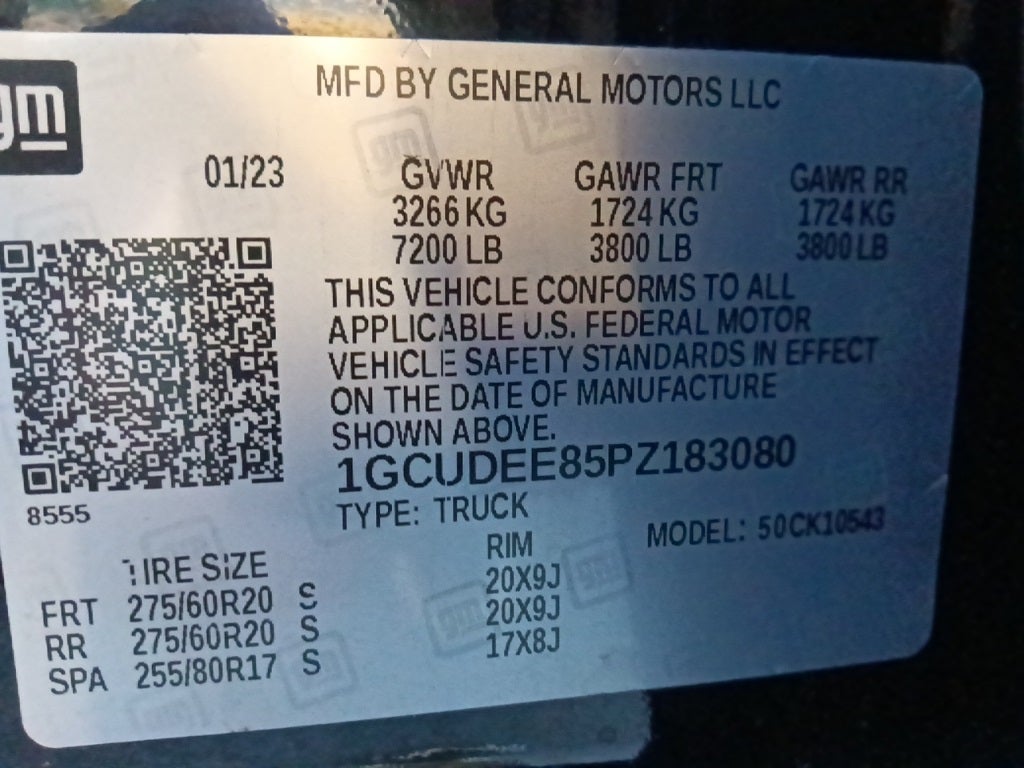 gm
MFD BY GENERAL MOTORS LLC
01/23 GVWR GAWR FRT GAWR RR
3266 KG 1724 KG 1724 KG
7200 LB 3800 LB 3800 LB
THIS VEHICLE CONFORMS TO ALL
APPLICABLE U.S. FEDERAL MOTOR
VEHICLE SAFETY STANDARDS IN EFFECT
ON THE DATE OF MANUFACTURE
SHOWN ABOVE.
1GCUDEE85PZ183080
8555
TYPE: TRUCK MODEL: 50CK10543
TIRE SIZE RIM
FRT 275/60R20 S 20X9J
RR 275/60R20 S 20X9J
SPA 255/80R17 S 17X8J